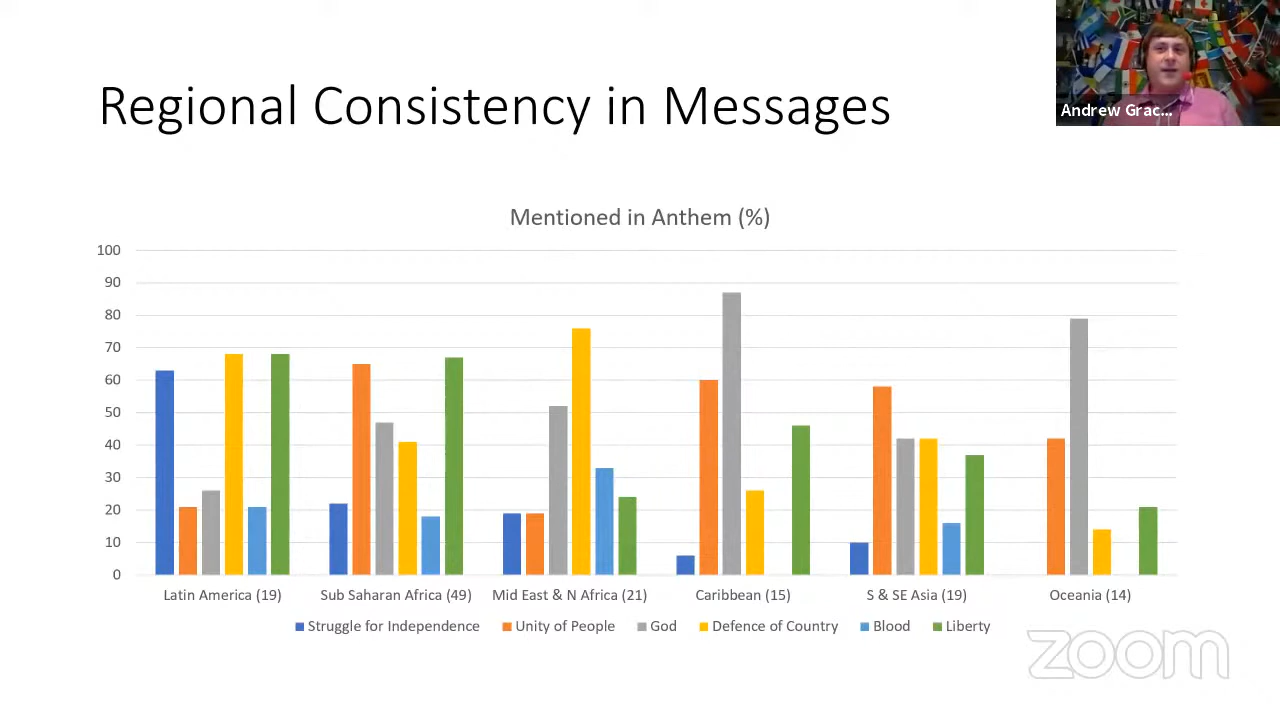 Regional Consistency in Messages
Andrew Grac...
Mentioned in Anthem (%)
100
90
80
70
60
50
40
30
20
10
0
Latin America (19) Sub Saharan Africa (49) Mid East & N Africa (21) Caribbean (15) S & SE Asia (19) Oceania (14)
Struggle for Independence Unity of People God Defence of Country Blood Liberty
zoom